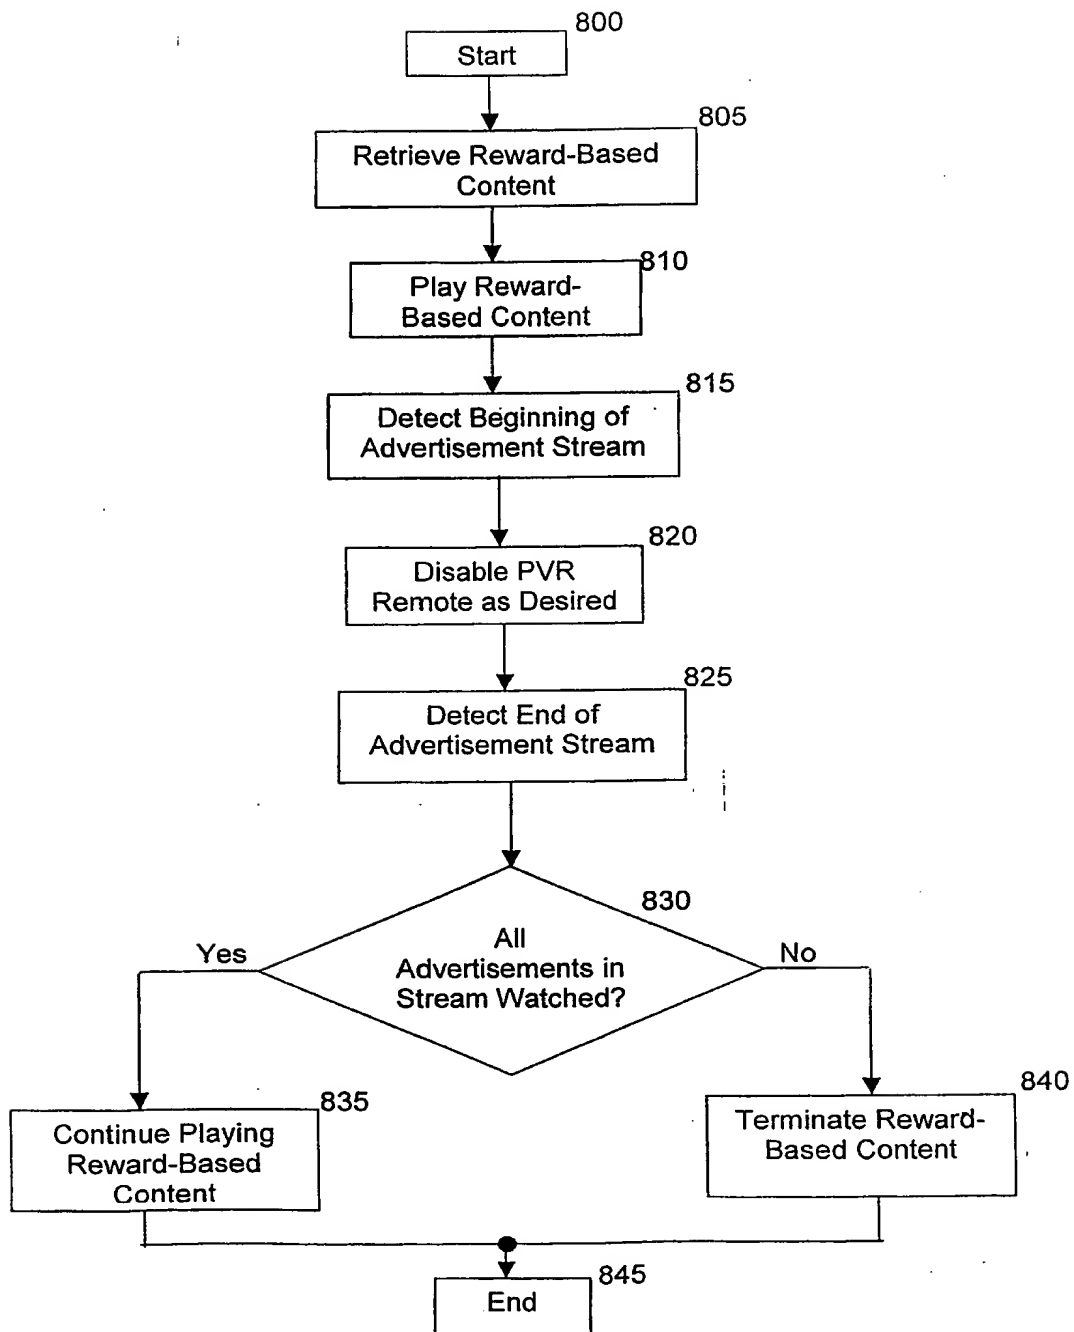 800
Start
805
Retrieve Reward-Based
Content
810
Play Reward-
Based Content
815
Detect Beginning of
Advertisement Stream
820
Disable PVR
Remote as Desired
825
Detect End of
Advertisement Stream
830
All
Advertisements in
Stream Watched?
Yes
No
835
Continue Playing
Reward-Based
Content
840
Terminate Reward-
Based Content
845
End